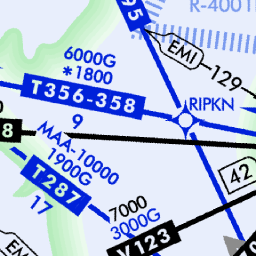 95
R-4001
6000G
*1800
EMI
129
T356-358
RIPKN
9
8
MAA-10000
1900G
T287
42
17
7000
3000G
V123
EMI